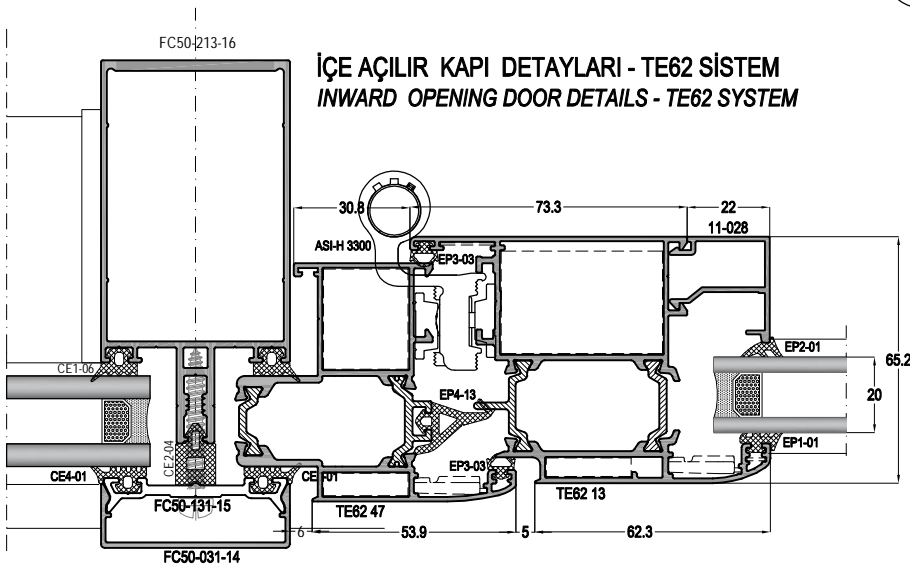 FC50-213-16
İÇE AÇILIR KAPI DETAYLARI - TE62 SİSTEM
INWARD OPENING DOOR DETAILS - TE62 SYSTEM
30.8
73.3
22
11-028
ASI-H 3300
EP3-03
EP2-01
CE1-06
65.2
20
EP4-13
EP1-01
CE2-04
EP3-03
CE4-01
FC50-131-15
TE62 47
TE62 13
6
53.9
5
62.3
FC50-031-14